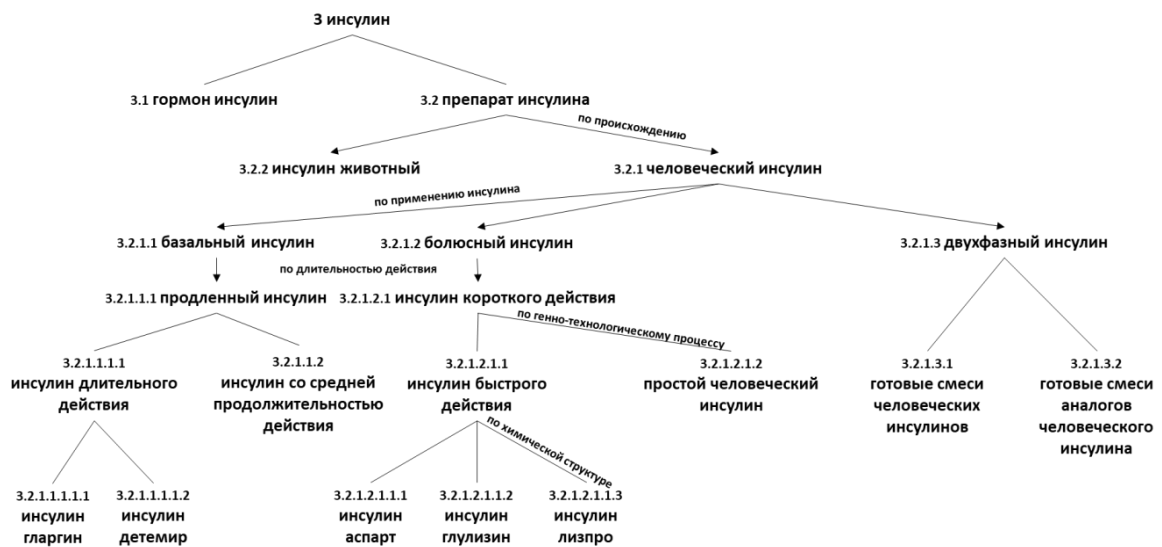 3 инсулин
3.1 гормон инсулин
3.2 препарат инсулина
по происхождению
3.2.2 инсулин животный
3.2.1 человеческий инсулин
по применению инсулина
3.2.1.1 базальный инсулин
3.2.1.2 болюсный инсулин
3.2.1.3 двухфазный инсулин
по длительностью действия
3.2.1.1.1 продленный инсулин
3.2.1.2.1 инсулин короткого действия
по генно-технологическому процессу
3.2.1.1.1.1
инсулин длительного
действия
3.2.1.1.2
инсулин со средней
продолжительностью
действия
3.2.1.2.1.1
инсулин быстрого
действия
3.2.1.2.1.2
простой человеческий
инсулин
3.2.1.3.1
готовые смеси
человеческих
инсулинов
3.2.1.3.2
готовые смеси
аналогов
человеческого
инсулина
по химической структуре
3.2.1.1.1.1.1
инсулин
гларгин
3.2.1.1.1.1.2
инсулин
детемир
3.2.1.2.1.1.1
инсулин
аспарт
3.2.1.2.1.1.2
инсулин
глулизин
3.2.1.2.1.1.3
инсулин
лизпро